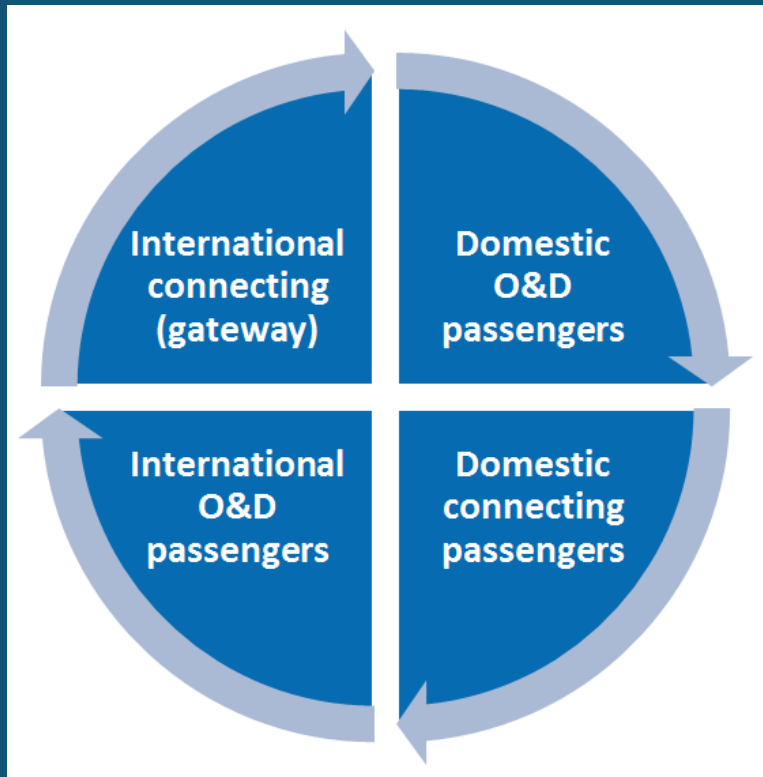 International
connecting
(gateway)
Domestic
O&D
passengers
International
O&D
passengers
Domestic
connecting
passengers